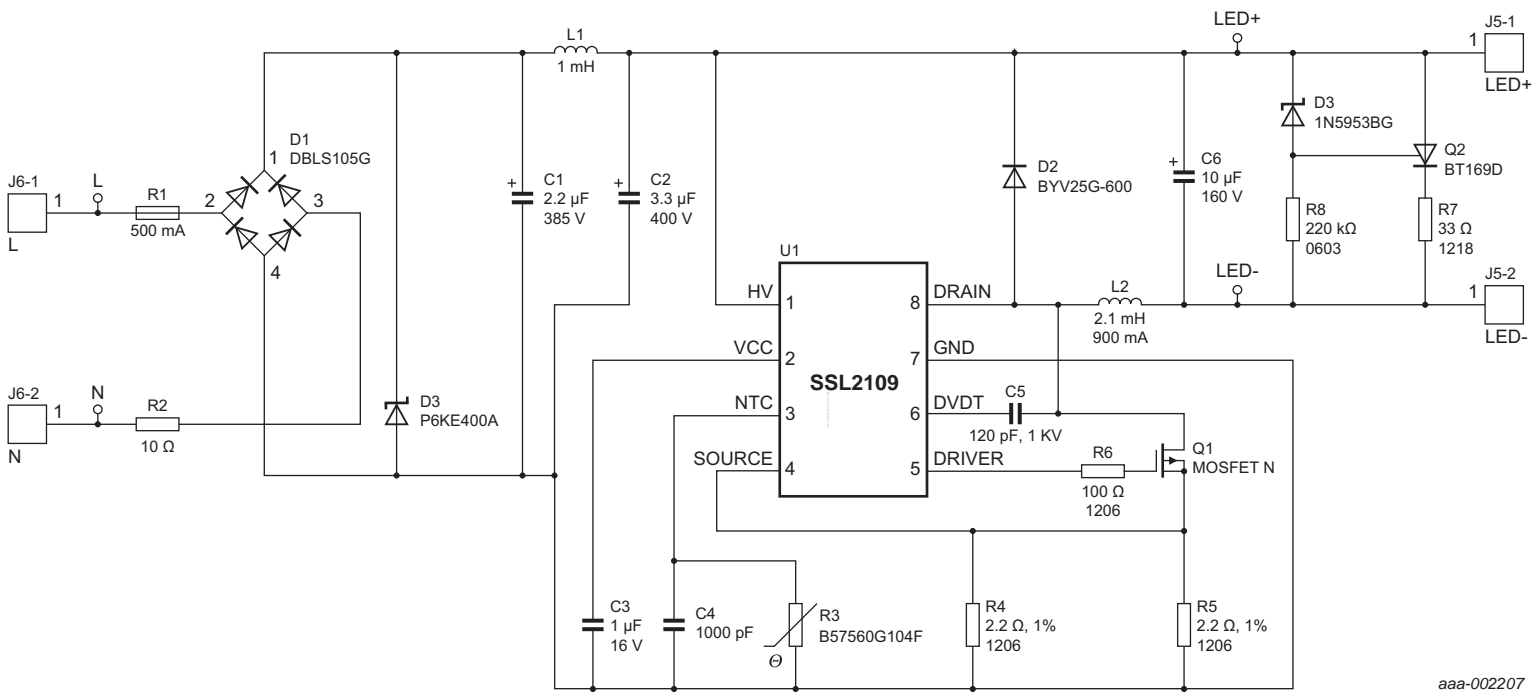 LED+
J5-1
1
LED+
L1
1 mH
D3
1N5953BG
D1
DBLS105G
1
2
3
4
Q2
BT169D
D2
BYV25G-600
C6
10 µF
160 V
+
J6-1
1
L
L
R1
500 mA
C1
2.2 µF
385 V
+
C2
3.3 µF
400 V
+
R8
220 kΩ
0603
R7
33 Ω
1218
U1
LED-
J5-2
1
LED-
HV
1
8
DRAIN
L2
2.1 mH
900 mA
VCC
2
7
GND
SSL2109
J6-2
1
N
N
R2
10 Ω
D3
P6KE400A
NTC
3
6
DVDT
C5
120 pF, 1 KV
SOURCE
4
5
DRIVER
R6
100 Ω
1206
Q1
MOSFET N
C3
1 µF
16 V
C4
1000 pF
R3
B57560G104F
Θ
R4
2.2 Ω, 1%
1206
R5
2.2 Ω, 1%
1206
aaa-002207